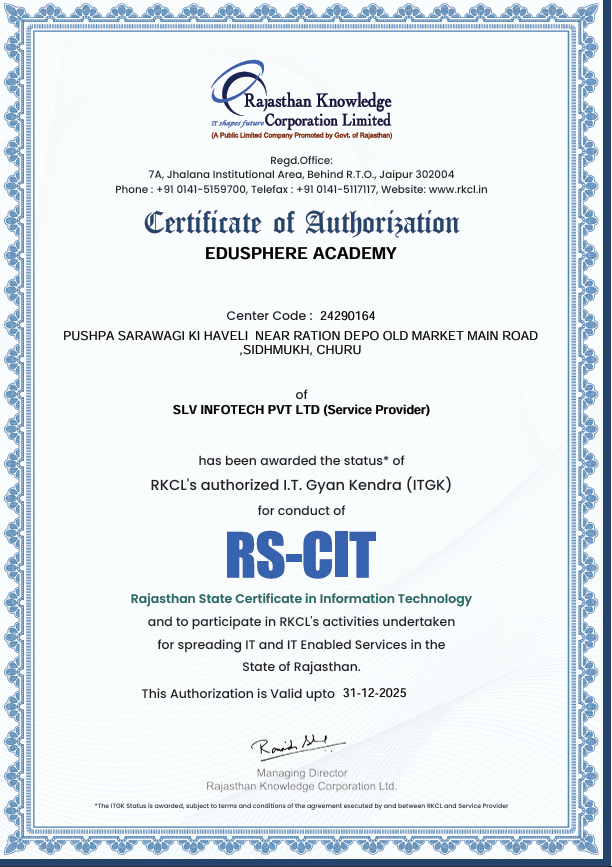 Rajasthan Knowledge
IT shapes future Corporation Limited
(A Public Limited Company Promoted by Govt. of Rajasthan)
Regd.Office:
7A, Jhalana Institutional Area, Behind R.T.O., Jaipur 302004
Phone : +91 0141-5159700, Telefax : +91 0141-5117117, Website: www.rkcl.in
Certificate of Authorization
EDUSPHERE ACADEMY
Center Code : 24290164
PUSHPA SARAWAGI KI HAVELI NEAR RATION DEPO OLD MARKET MAIN ROAD
,SIDHMUKH, CHURU
of
SLV INFOTECH PVT LTD (Service Provider)
has been awarded the status* of
RKCL's authorized I.T. Gyan Kendra (ITGK)
for conduct of
RS-CIT
Rajasthan State Certificate in Information Technology
and to participate in RKCL's activities undertaken
for spreading IT and IT Enabled Services in the
State of Rajasthan.
This Authorization is Valid upto 31-12-2025
Managing Director
Rajasthan Knowledge Corporation Ltd.
*The ITGK Status is awarded, subject to terms and conditions of the agreement executed by and between RKCL and Service Provider